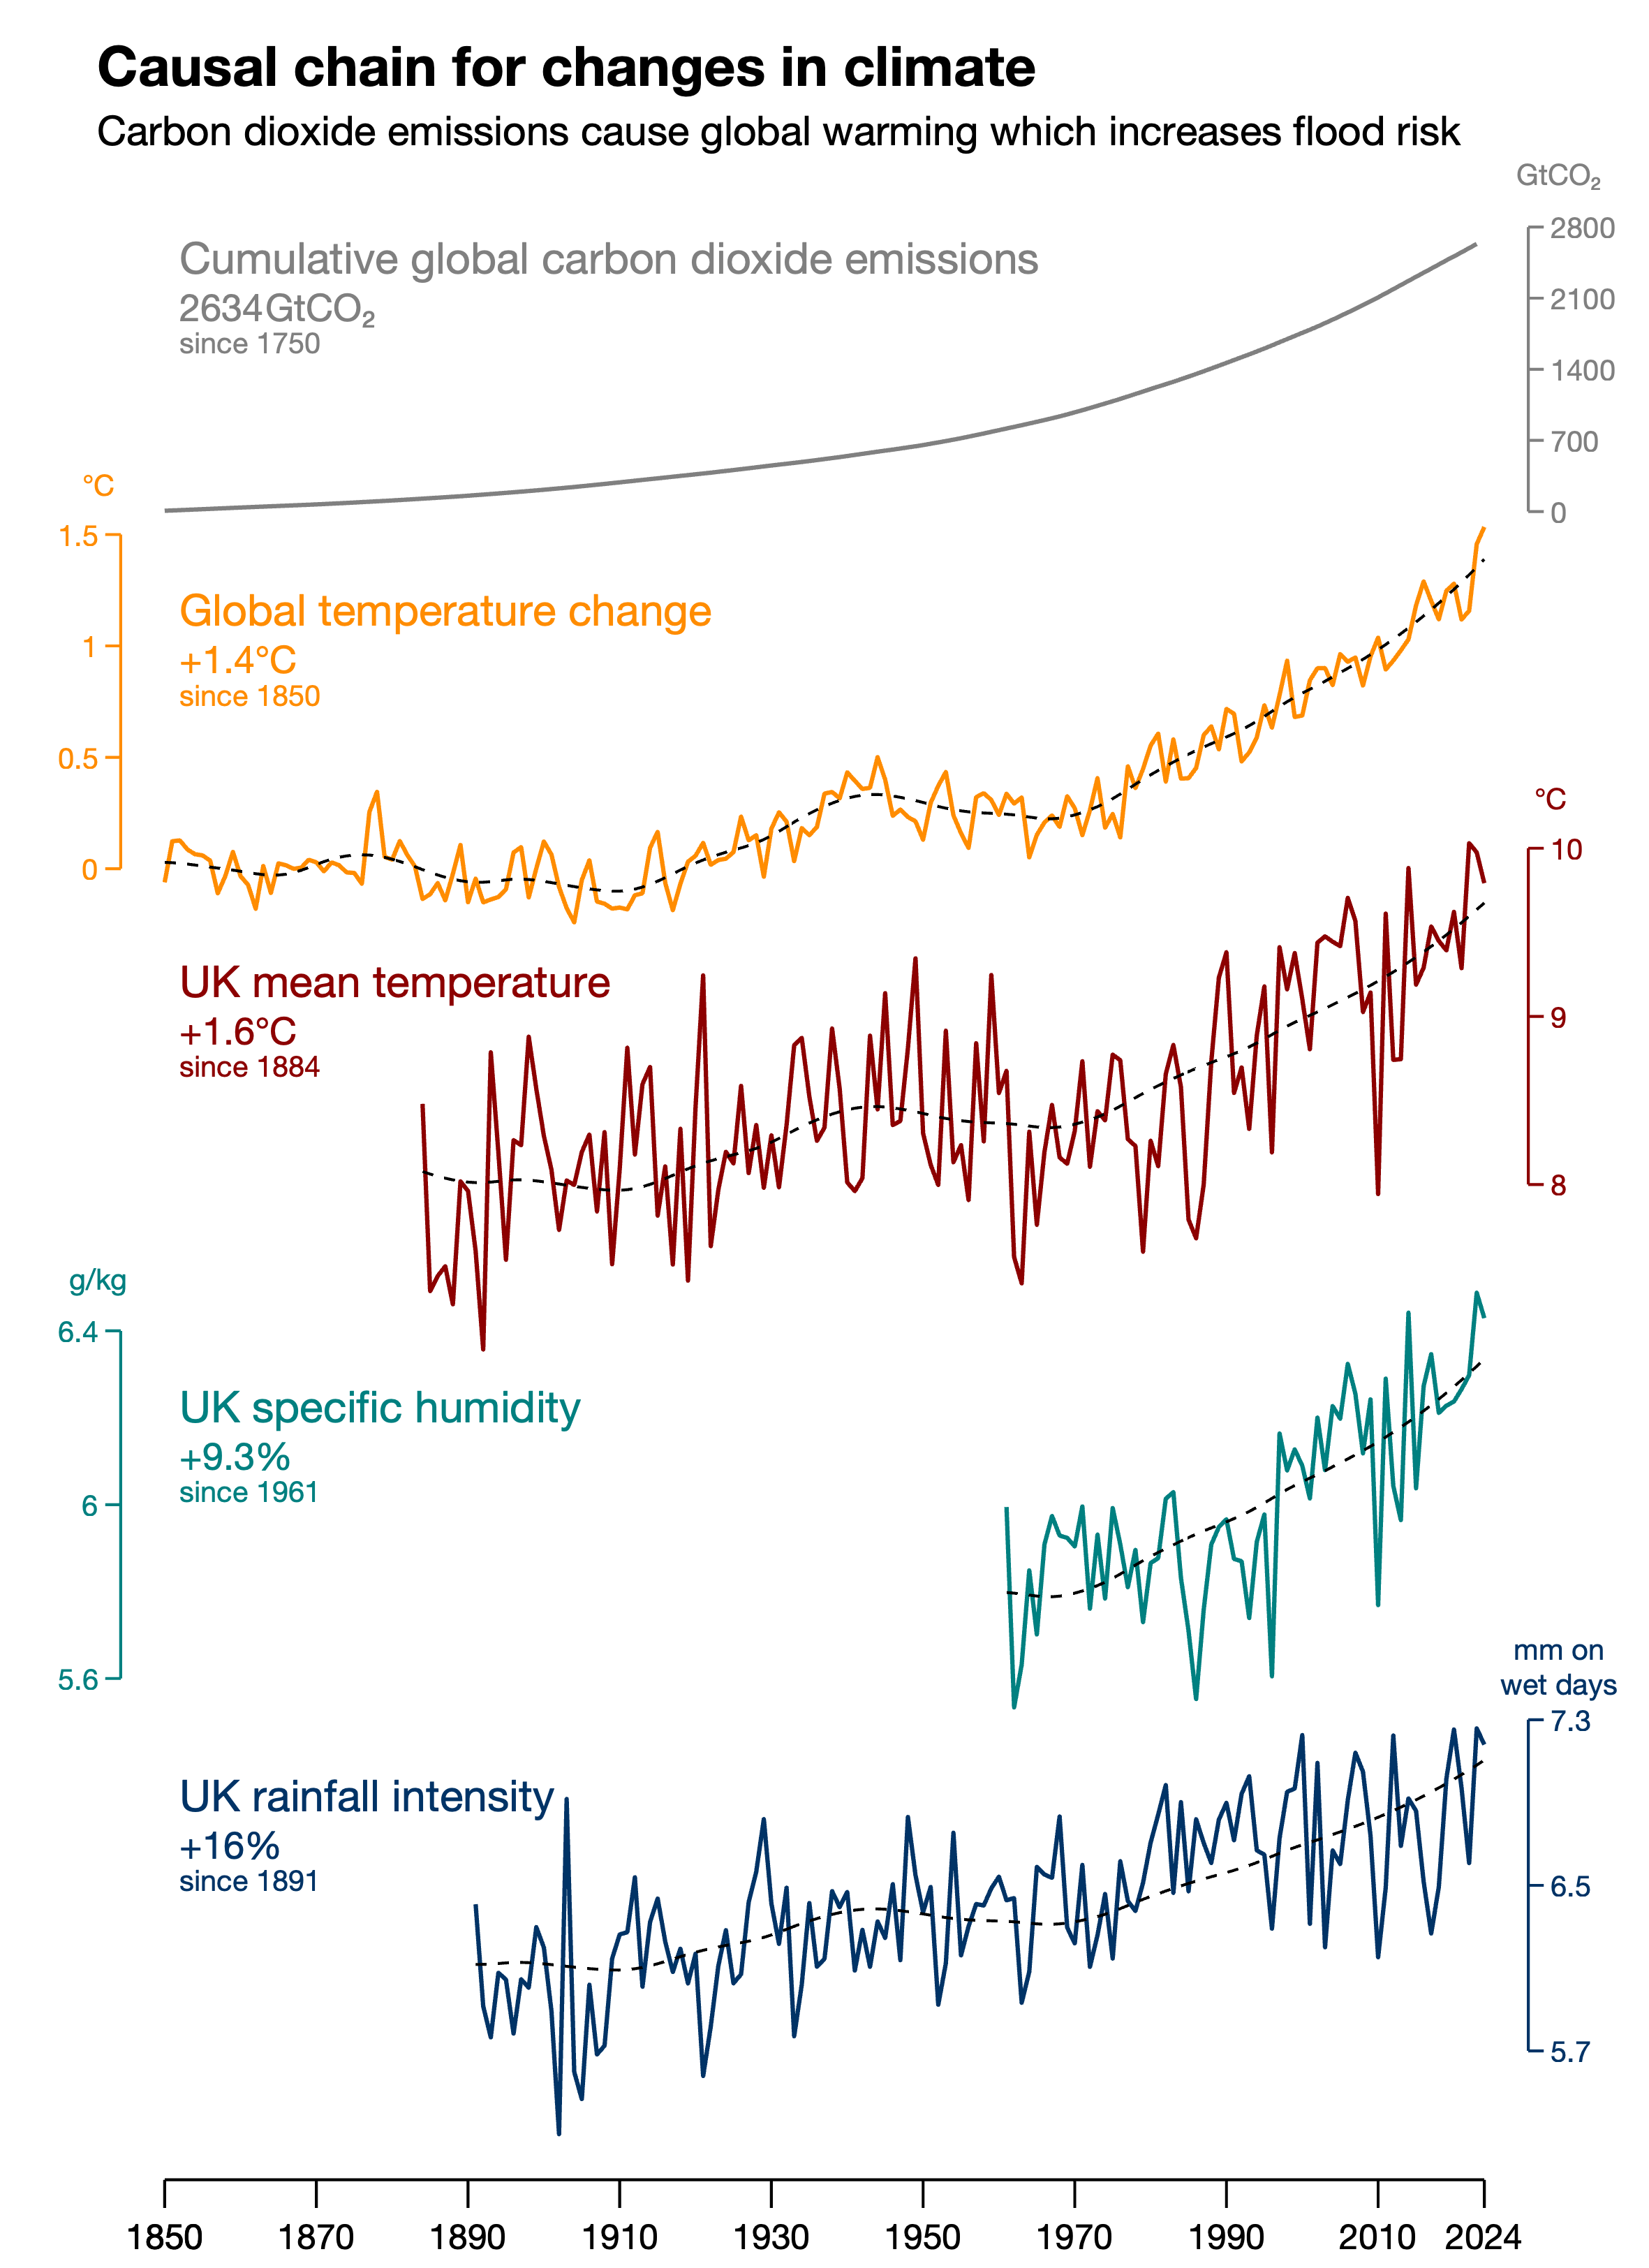 Causal chain for changes in climate
Carbon dioxide emissions cause global warming which increases flood risk
GtCO₂
2800
2100
1400
700
0
Cumulative global carbon dioxide emissions
2634GtCO₂
since 1750
°C
1.5
1
0.5
0
Global temperature change
+1.4°C
since 1850
°C
10
9
8
UK mean temperature
+1.6°C
since 1884
g/kg
6.4
6
5.6
UK specific humidity
+9.3%
since 1961
mm on
wet days
7.3
6.5
5.7
UK rainfall intensity
+16%
since 1891
1850 1870 1890 1910 1930 1950 1970 1990 2010 2024